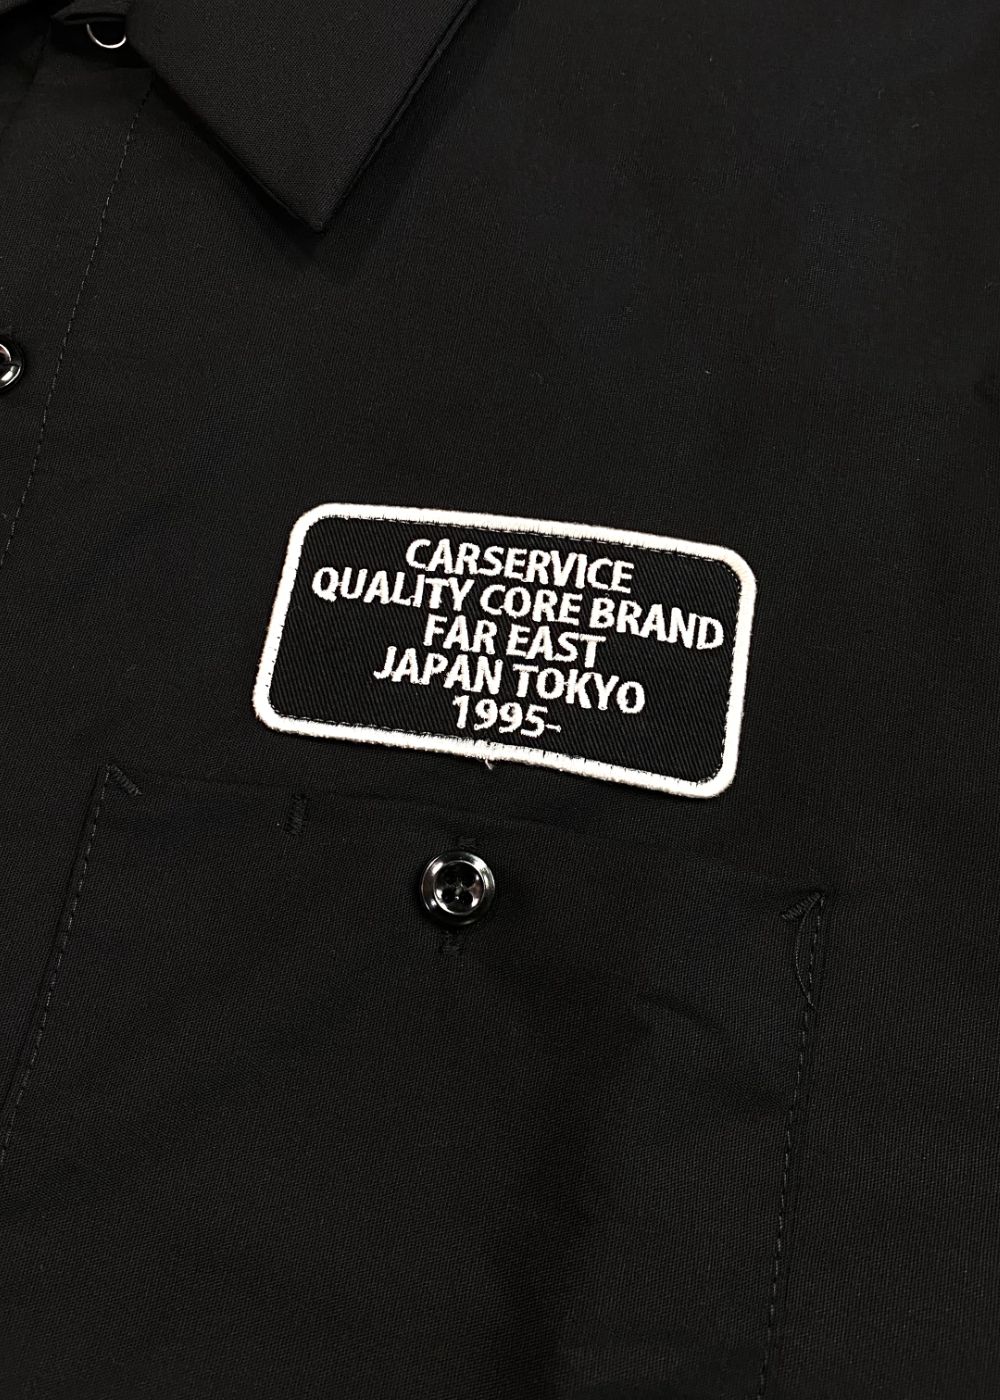 CARSERVICE
QUALITY CORE BRAND
FAR EAST
JAPAN TOKYO
1995-